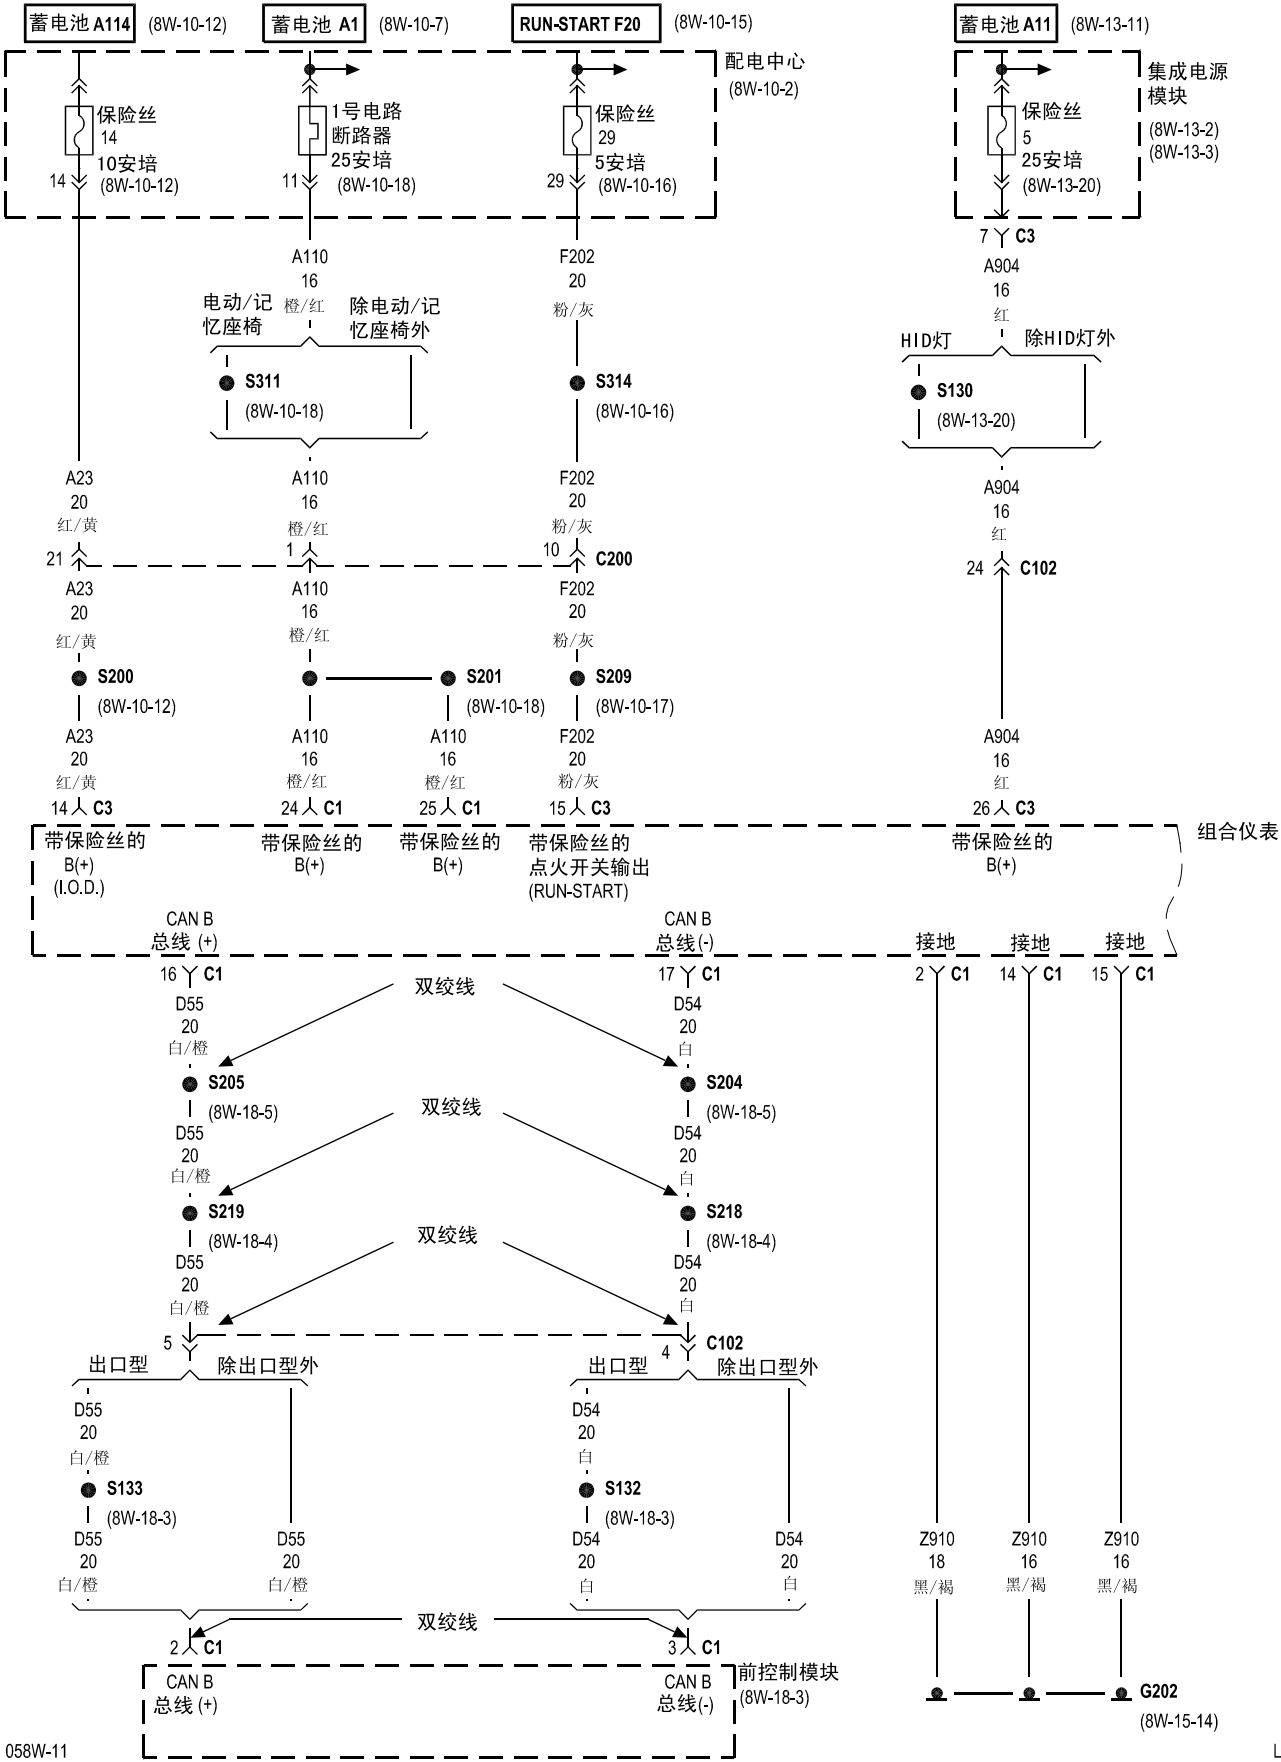 蓄电池 A114 (8W-10-12) 蓄电池 A1 (8W-10-7) RUN-START F20 (8W-10-15) 蓄电池 A11 (8W-13-11)
配电中心
(8W-10-2)
集成电源
模块
(8W-13-2)
(8W-13-3)
保险丝
14
10安培
(8W-10-12)
14
1号电路
断路器
25安培
(8W-10-18)
11
保险丝
29
5安培
(8W-10-16)
29
保险丝
5
25安培
(8W-13-20)
7 C3
A110
16
橙/红
F202
20
粉/灰
A904
16
红
电动/记
忆座椅
除电动/记
忆座椅外
HID灯
除HID灯外
S311
(8W-10-18)
S314
(8W-10-16)
S130
(8W-13-20)
A23
20
红/黄
A110
16
橙/红
F202
20
粉/灰
A904
16
红
21 1 10 C200
24 C102
A23
20
红/黄
A110
16
橙/红
F202
20
粉/灰
S200
(8W-10-12)
S201
(8W-10-18)
S209
(8W-10-17)
A23
20
红/黄
A110
16
橙/红
A110
16
橙/红
F202
20
粉/灰
A904
16
红
14 C3 24 C1 25 C1 15 C3 26 C3
组合仪表
带保险丝的
B(+)
(I.O.D.)
带保险丝的
B(+)
带保险丝的
B(+)
带保险丝的
点火开关输出
(RUN-START)
带保险丝的
B(+)
CAN B
总线 (+)
CAN B
总线(-)
接地 接地 接地
16 C1 17 C1 2 C1 14 C1 15 C1
双绞线
D55
20
白/橙
D54
20
白
S205
(8W-18-5)
S204
(8W-18-5)
双绞线
D55
20
白/橙
D54
20
白
S219
(8W-18-4)
S218
(8W-18-4)
双绞线
D55
20
白/橙
D54
20
白
5 4 C102
出口型 除出口型外 出口型 除出口型外
D55
20
白/橙
D54
20
白
S133
(8W-18-3)
S132
(8W-18-3)
D55
20
白/橙
D55
20
白/橙
D54
20
白
D54
20
白
Z910
18
黑/褐
Z910
16
黑/褐
Z910
16
黑/褐
双绞线
2 C1 3 C1
前控制模块
(8W-18-3)
CAN B
总线 (+)
CAN B
总线(-)
G202
(8W-15-14)
058W-11 L